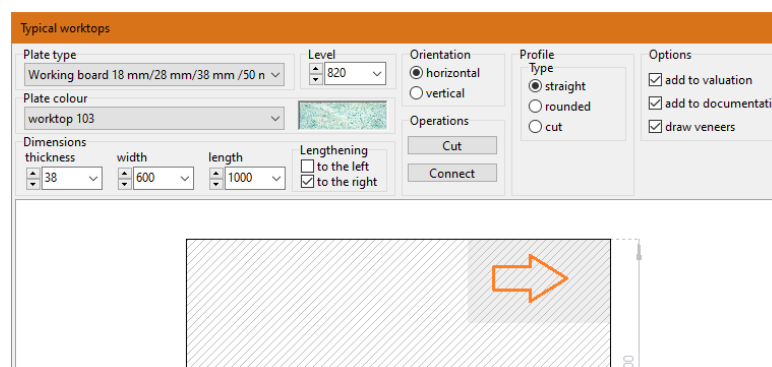 Typical worktops
Plate type
Working board 18 mm/28 mm/38 mm /50 n
Level
820
Orientation
horizontal
vertical
Profile
Type
straight
rounded
cut
Options
add to valuation
add to documentati
draw veneers
Plate colour
worktop 103
Operations
Cut
Connect
Dimensions
thickness width length
38 600 1000
Lengthening
to the left
to the right
00